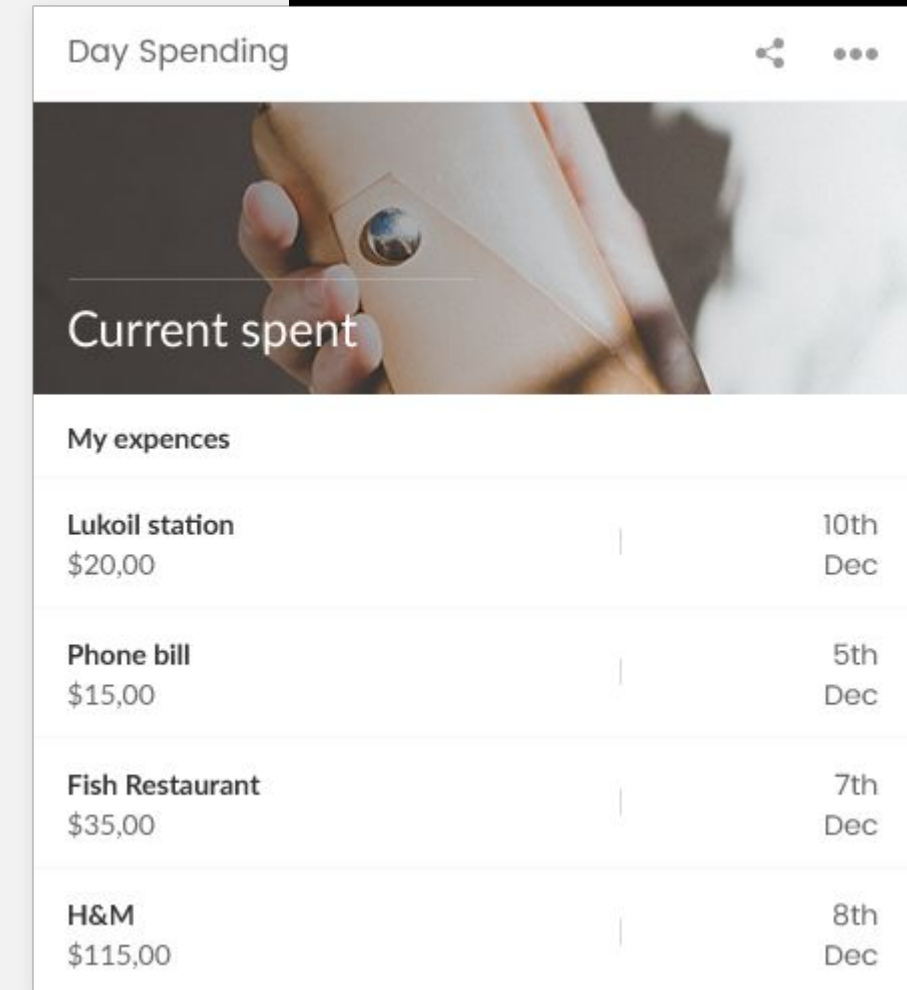 Day Spending
Current spent
My expences
Lukoil station
10th
$20,00
Dec
Phone bill
5th
$15,00
Dec
Fish Restaurant
7th
$35,00
Dec
H&M
8th
$115,00
Dec